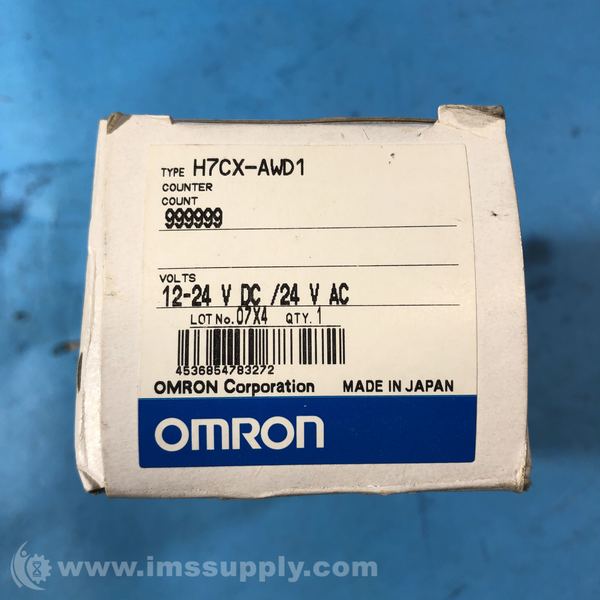 TYPE H7CX-AWD1
COUNTER
COUNT
999999
VOLTS
12-24 V DC /24 V AC
LOT No. 07X4 QTY. 1
4536854783272
OMRON Corporation MADE IN JAPAN
OMRON
www.imssupply.com